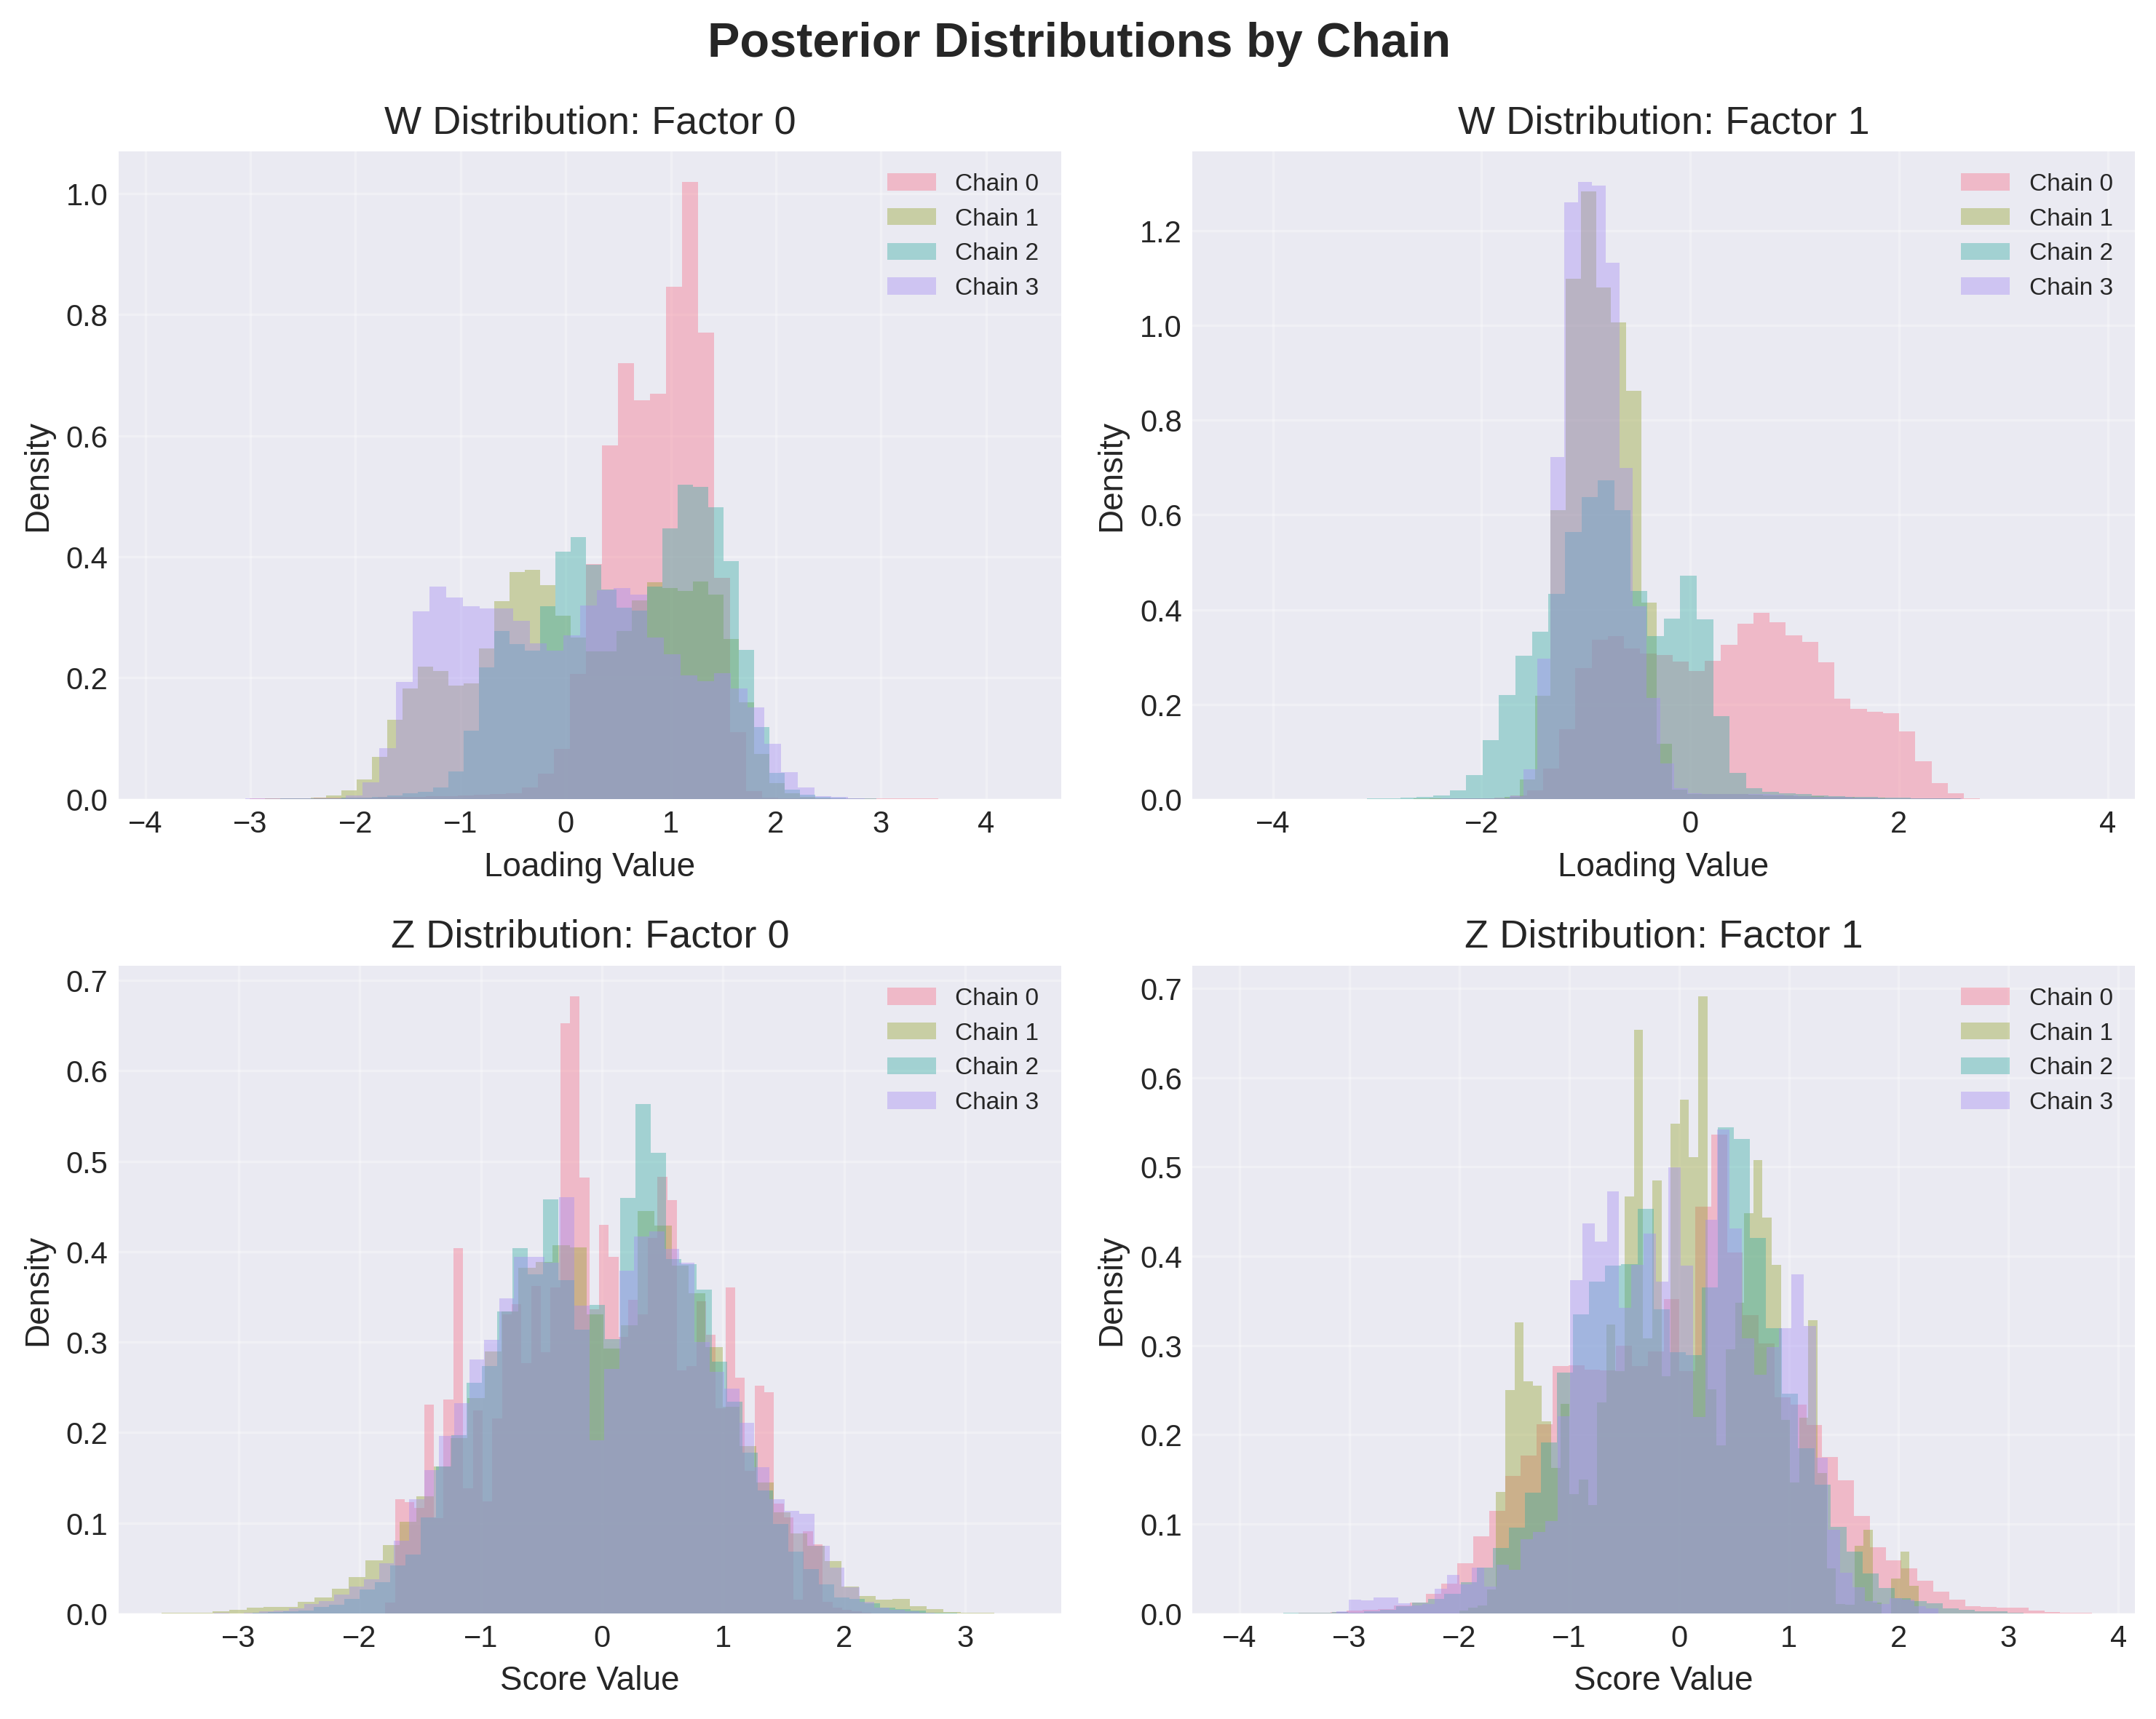 Posterior Distributions by Chain
W Distribution: Factor 0
1.0
0.8
0.6
0.4
0.2
0.0
Density
−4 −3 −2 −1 0 1 2 3 4
Loading Value
Chain 0
Chain 1
Chain 2
Chain 3
W Distribution: Factor 1
1.2
1.0
0.8
0.6
0.4
0.2
0.0
Density
−4 −2 0 2 4
Loading Value
Chain 0
Chain 1
Chain 2
Chain 3
Z Distribution: Factor 0
0.7
0.6
0.5
0.4
0.3
0.2
0.1
0.0
Density
−3 −2 −1 0 1 2 3
Score Value
Chain 0
Chain 1
Chain 2
Chain 3
Z Distribution: Factor 1
0.7
0.6
0.5
0.4
0.3
0.2
0.1
0.0
Density
−4 −3 −2 −1 0 1 2 3 4
Score Value
Chain 0
Chain 1
Chain 2
Chain 3